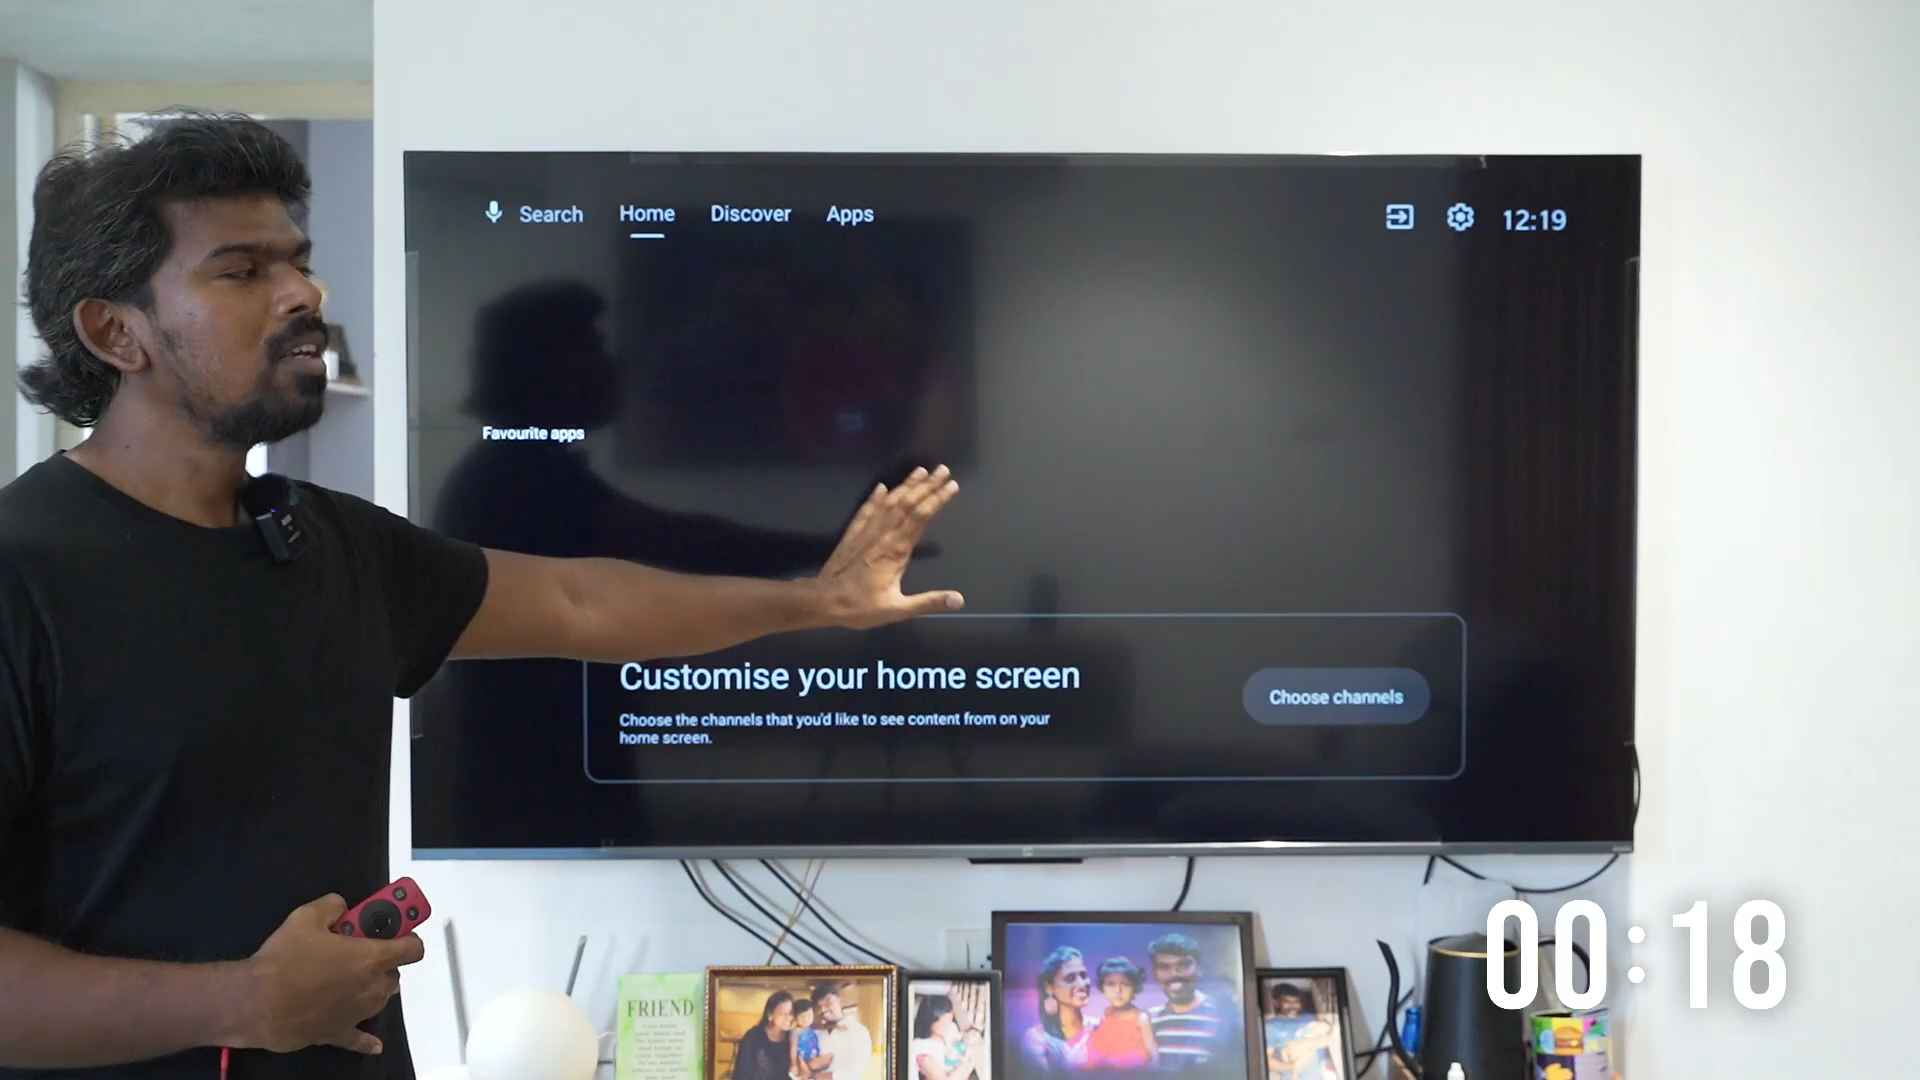 Search Home Discover Apps 12:19
Favourite apps
Customise your home screen
Choose the channels that you'd like to see content from on your
home screen.
Choose channels
FRIEND
00:18